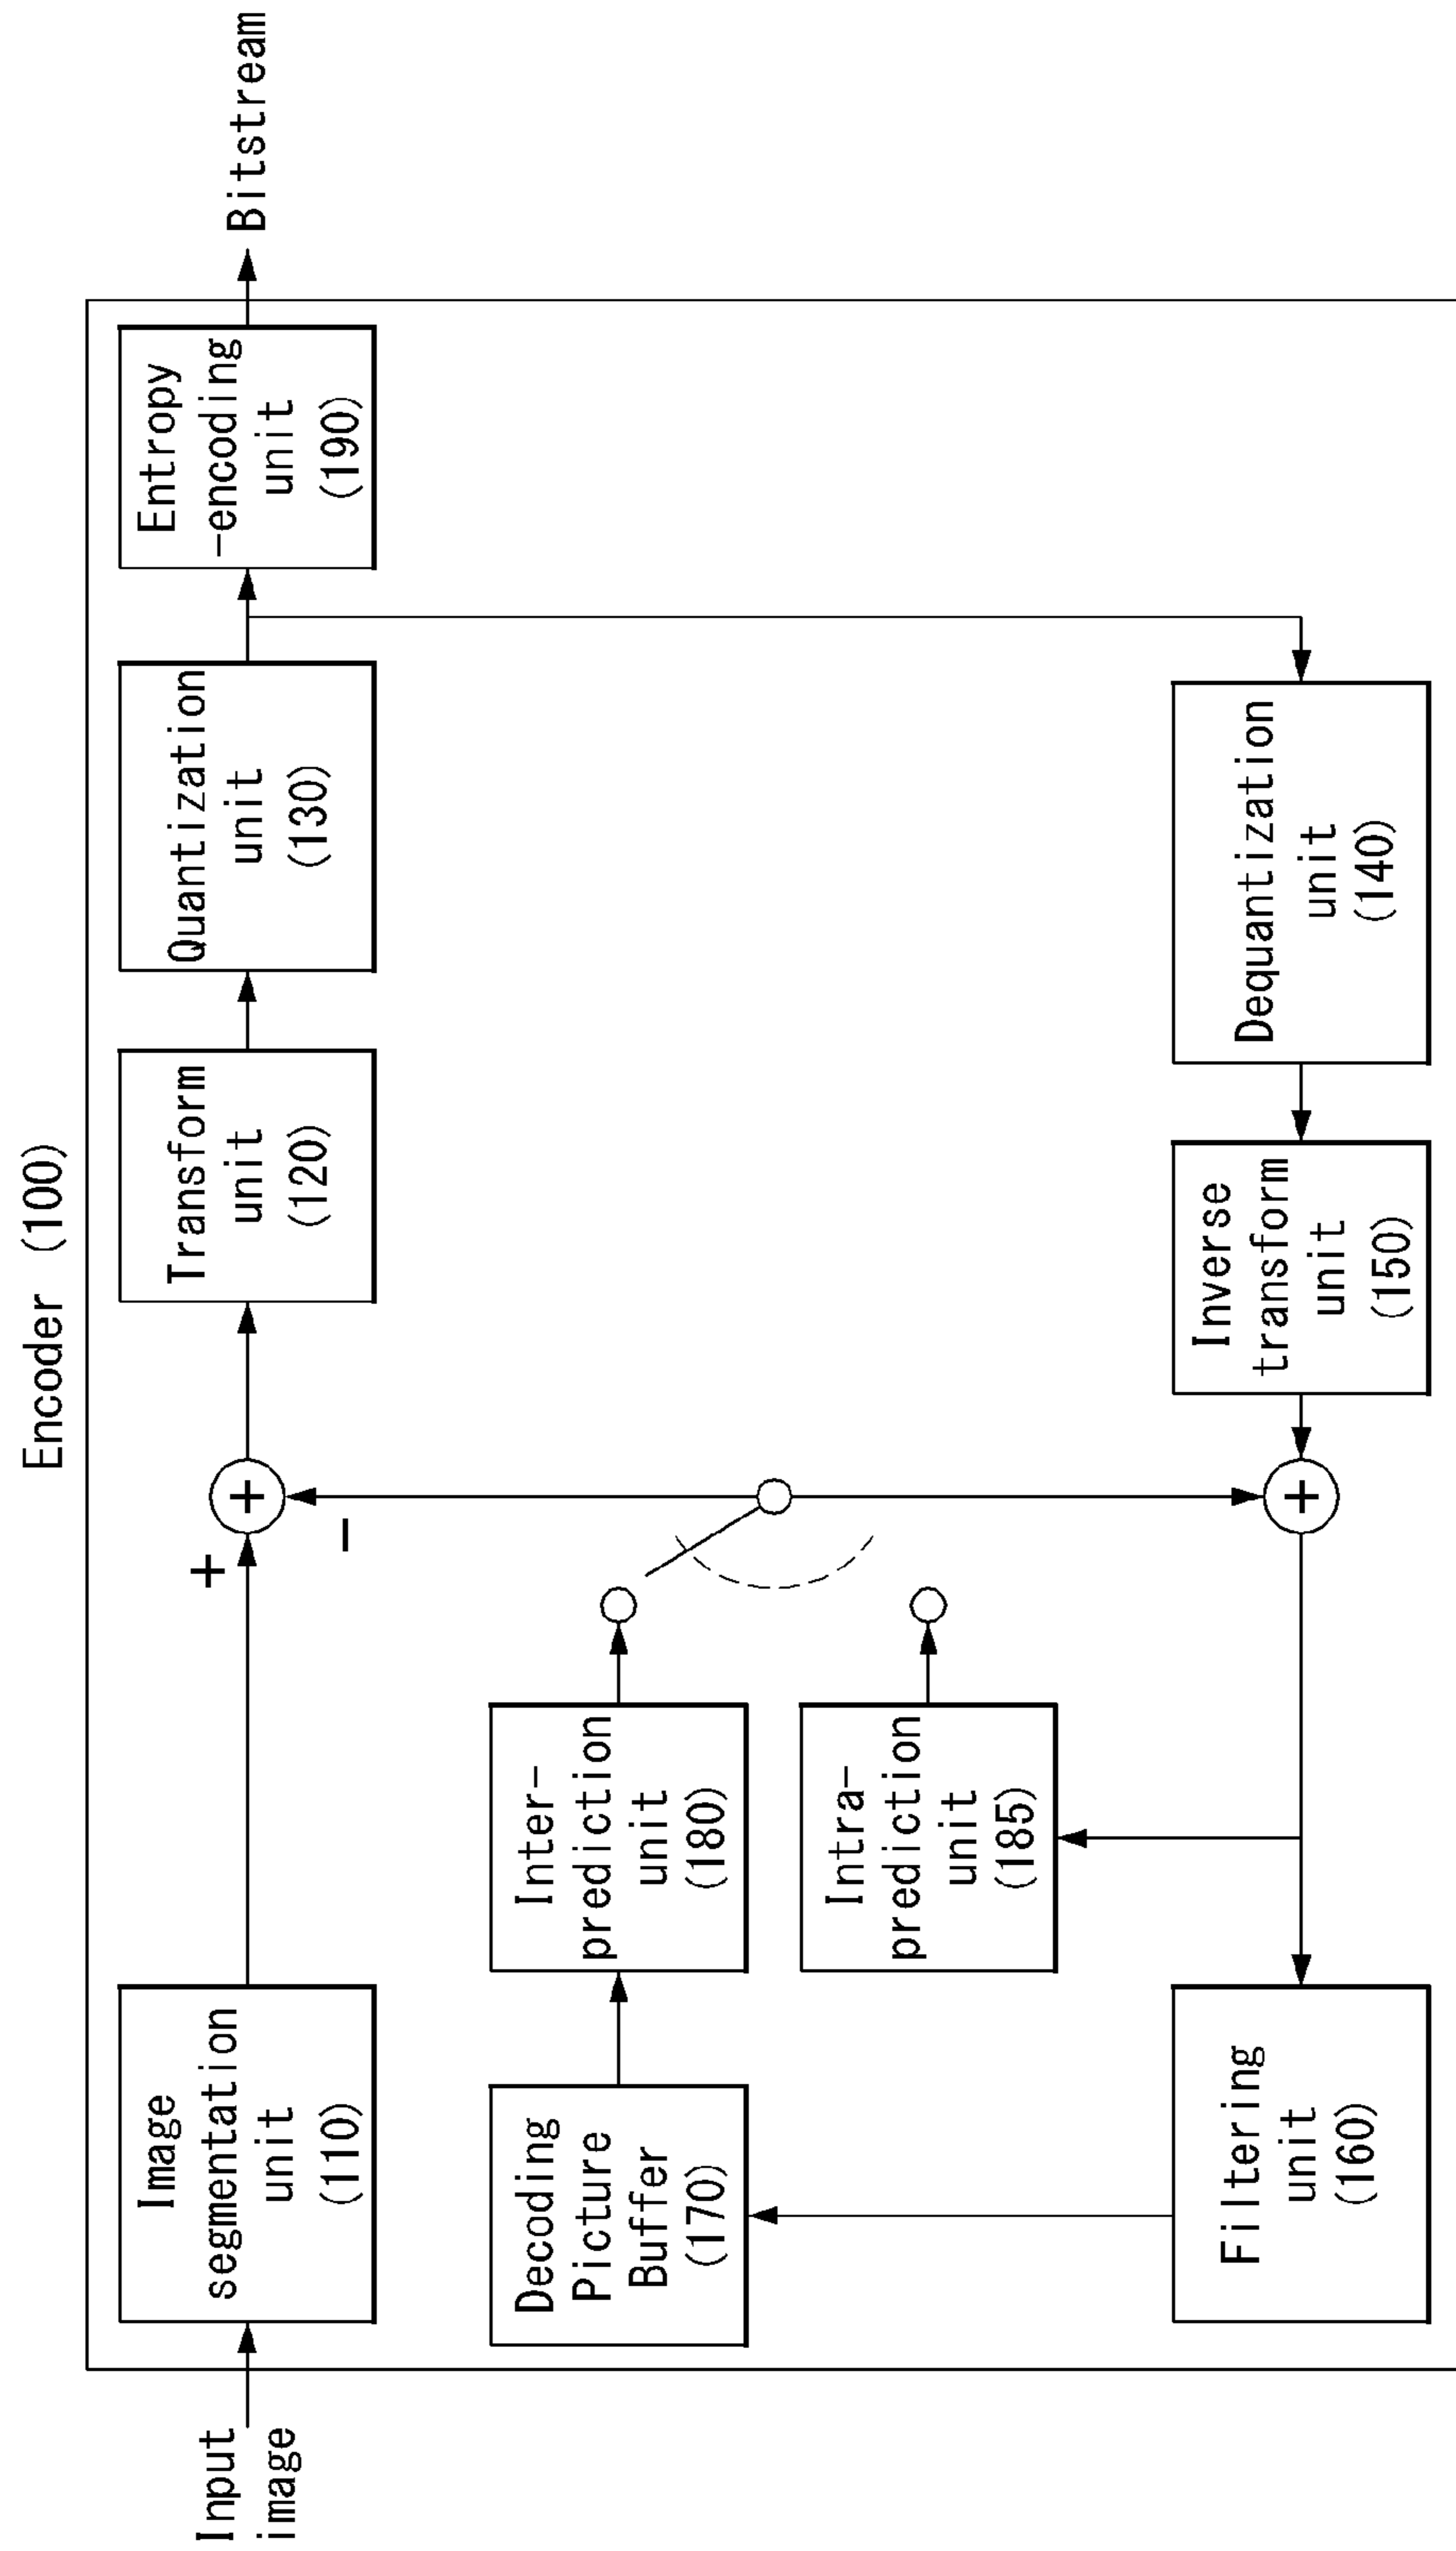 Encoder (100)
Input
image
Image
segmentation
unit
(110)
+
+
−
Transform
unit
(120)
Quantization
unit
(130)
Entropy
-encoding
unit
(190)
Bitstream
Decoding
Picture
Buffer
(170)
Inter-
prediction
unit
(180)
Intra-
prediction
unit
(185)
Filtering
unit
(160)
+
Inverse
transform
unit
(150)
Dequantization
unit
(140)